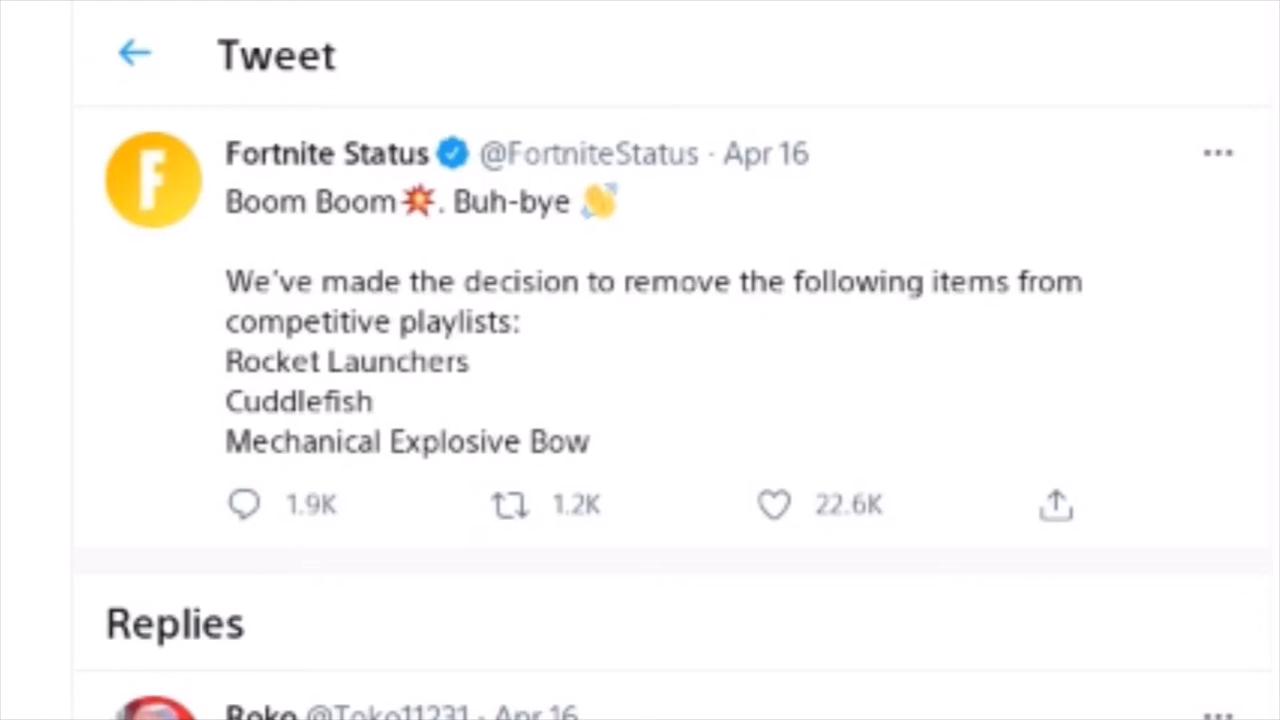 Tweet
Fortnite Status @FortniteStatus · Apr 16
Boom Boom💥. Buh-bye 👋
We've made the decision to remove the following items from
competitive playlists:
Rocket Launchers
Cuddlefish
Mechanical Explosive Bow
1.9K 1.2K 22.6K
Replies
Roko @Toko11231 · Apr 16